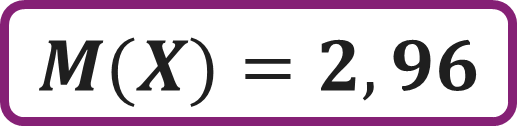 M(X) = 2,96